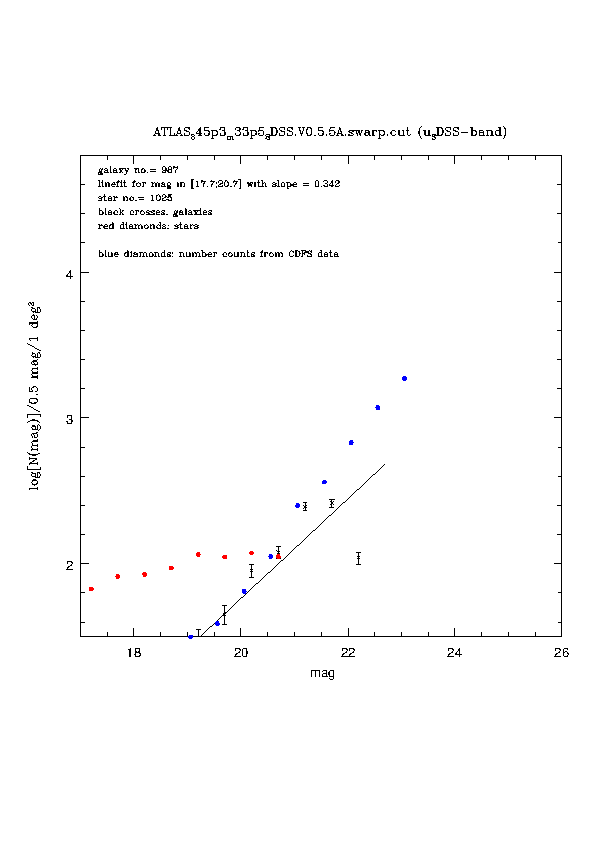 ATLAS_s45p3_m33p5_aDSS.V0.5.5A.swarp.cut (u_sDSS-band)
galaxy no.= 987
linefit for mag in [17.7;20.7] with slope = 0.342
star no.= 1025
black crosses: galaxies
red diamonds: stars
blue diamonds: number counts from CDFS data
log[N(mag)]/0.5 mag/1 deg²
4
3
2
18 20 22 24 26
mag